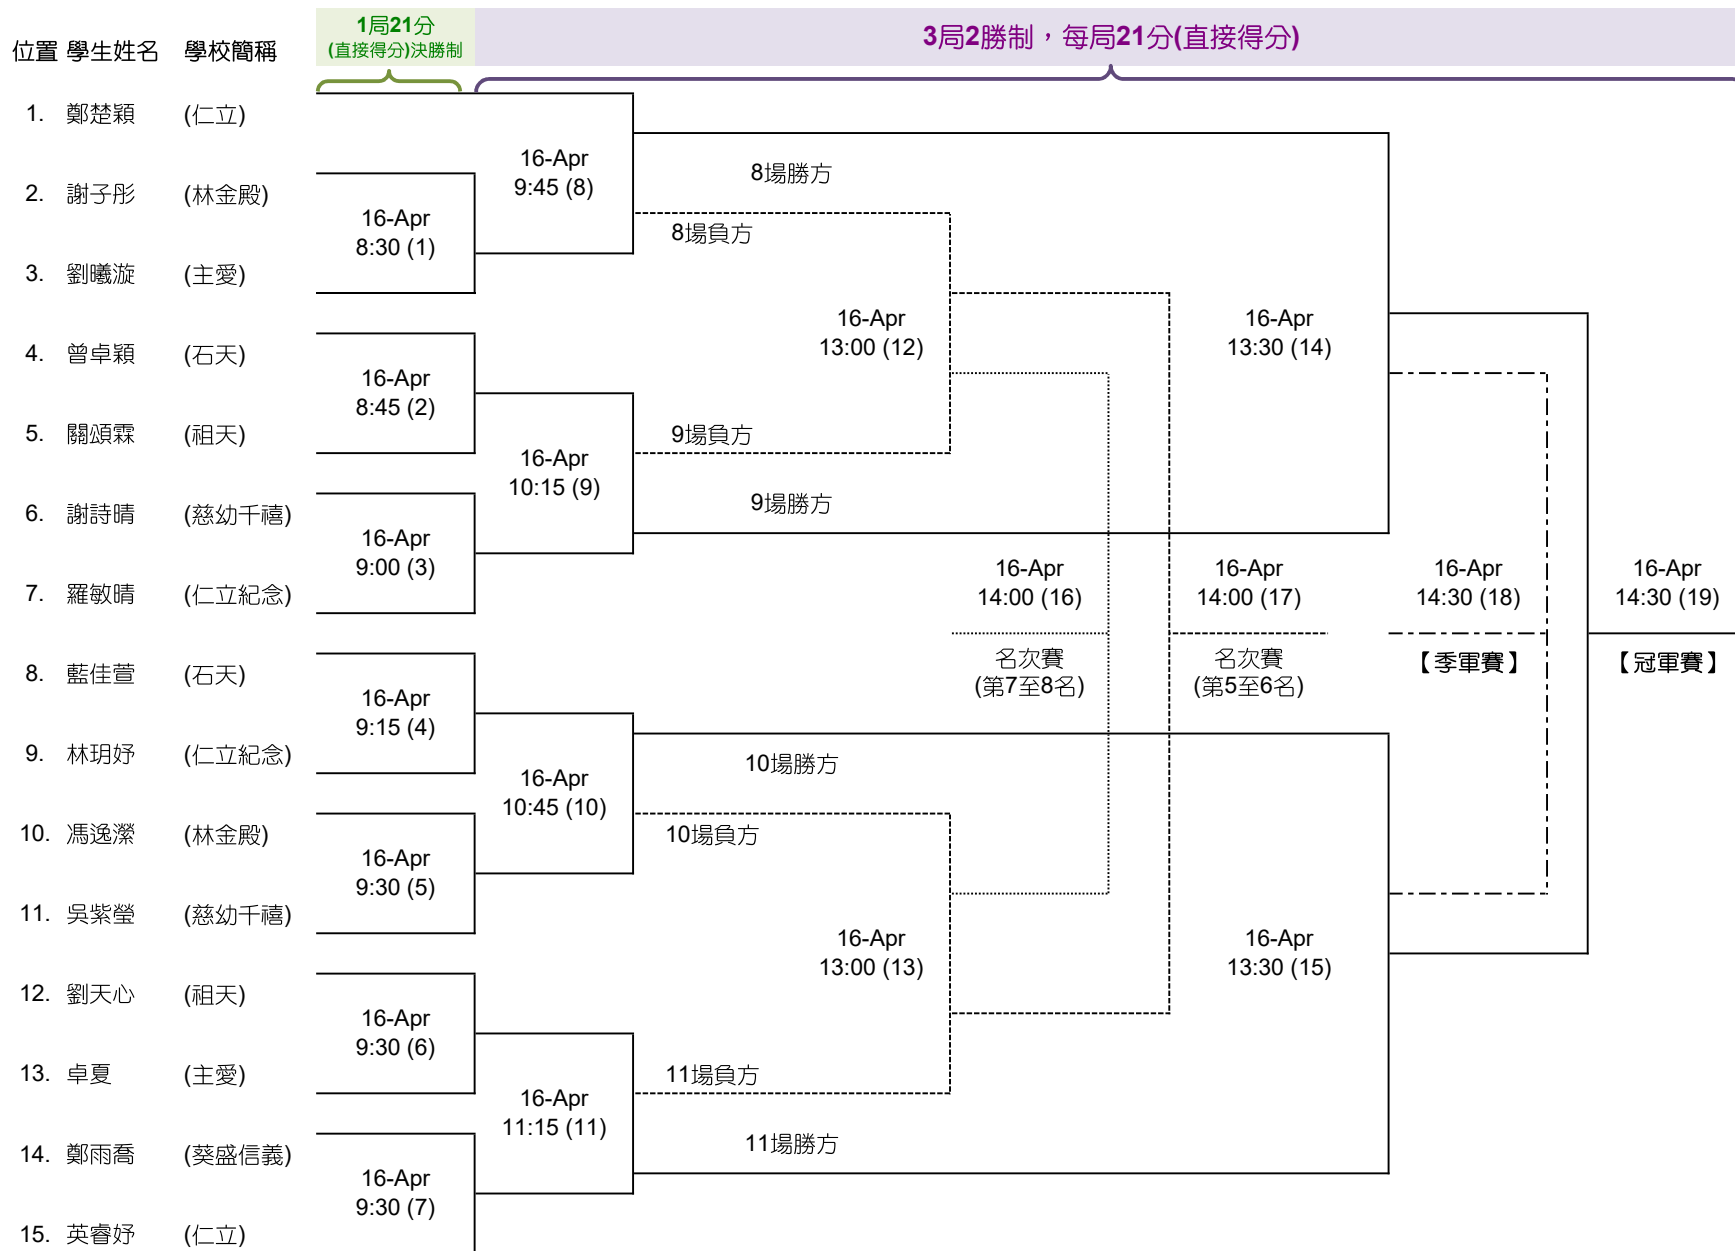 1局21分
(直接得分)決勝制
3局2勝制，每局21分(直接得分)
位置 學生姓名 學校簡稱
1. 鄭楚穎 (仁立)
2. 謝子彤 (林金殿)
3. 劉曦漩 (主愛)
4. 曾卓穎 (石天)
5. 關頌霖 (祖天)
6. 謝詩晴 (慈幼千禧)
7. 羅敏晴 (仁立紀念)
8. 藍佳萱 (石天)
9. 林玥妤 (仁立紀念)
10. 馮逸瀠 (林金殿)
11. 吳紫瑩 (慈幼千禧)
12. 劉天心 (祖天)
13. 卓夏 (主愛)
14. 鄭雨喬 (葵盛信義)
15. 英睿妤 (仁立)
16-Apr
8:30 (1)
16-Apr
8:45 (2)
16-Apr
9:00 (3)
16-Apr
9:15 (4)
16-Apr
9:30 (5)
16-Apr
9:30 (6)
16-Apr
9:30 (7)
16-Apr
9:45 (8)
16-Apr
10:15 (9)
16-Apr
10:45 (10)
16-Apr
11:15 (11)
8場勝方
8場負方
9場負方
9場勝方
10場勝方
10場負方
11場負方
11場勝方
16-Apr
13:00 (12)
16-Apr
13:00 (13)
16-Apr
13:30 (14)
16-Apr
13:30 (15)
16-Apr
14:00 (16)
名次賽
(第7至8名)
16-Apr
14:00 (17)
名次賽
(第5至6名)
16-Apr
14:30 (18)
【季軍賽】
16-Apr
14:30 (19)
【冠軍賽】